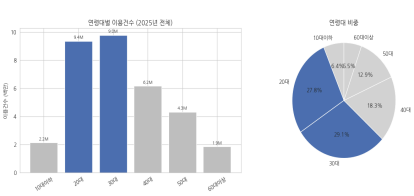 연령대별 이용건수 (2025년 전체)
연령대 비중
이용건수 (백만)
10
8
6
4
2
0
2.2M
9.4M
9.8M
6.2M
4.3M
1.9M
10대이하
20대
30대
40대
50대
60대이상
10대이하
60대이상
50대
40대
30대
20대
6.4%
5.5%
12.9%
18.3%
29.1%
27.8%